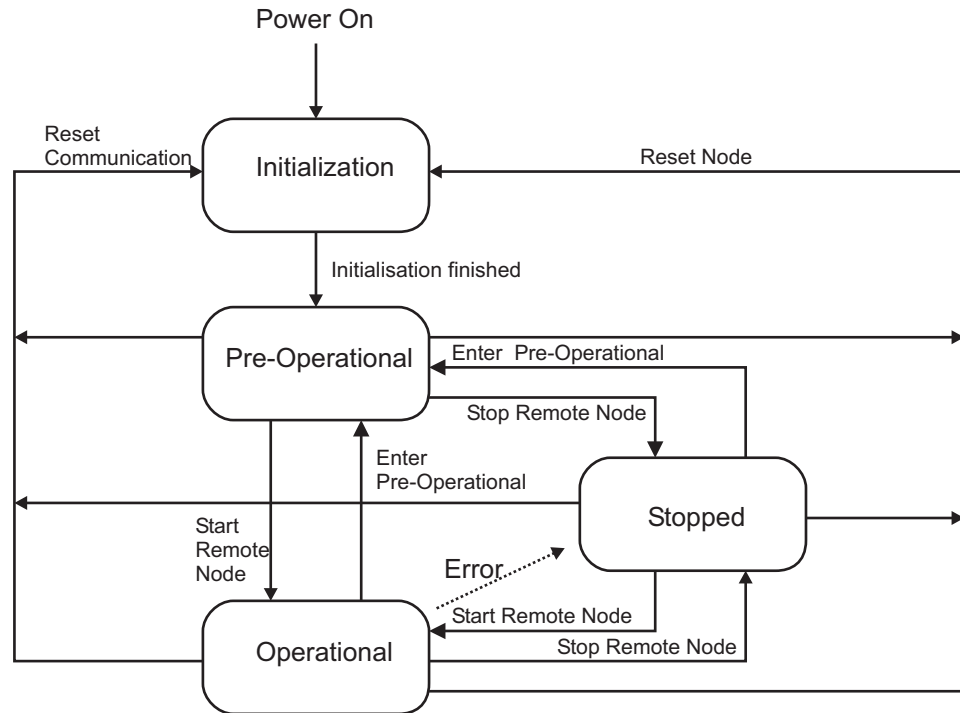 Power On
Reset
Communication
Initialization
Reset Node
Initialisation finished
Pre-Operational
Enter Pre-Operational
Stop Remote Node
Enter
Pre-Operational
Stopped
Start
Remote
Node
Error
Start Remote Node
Operational
Stop Remote Node